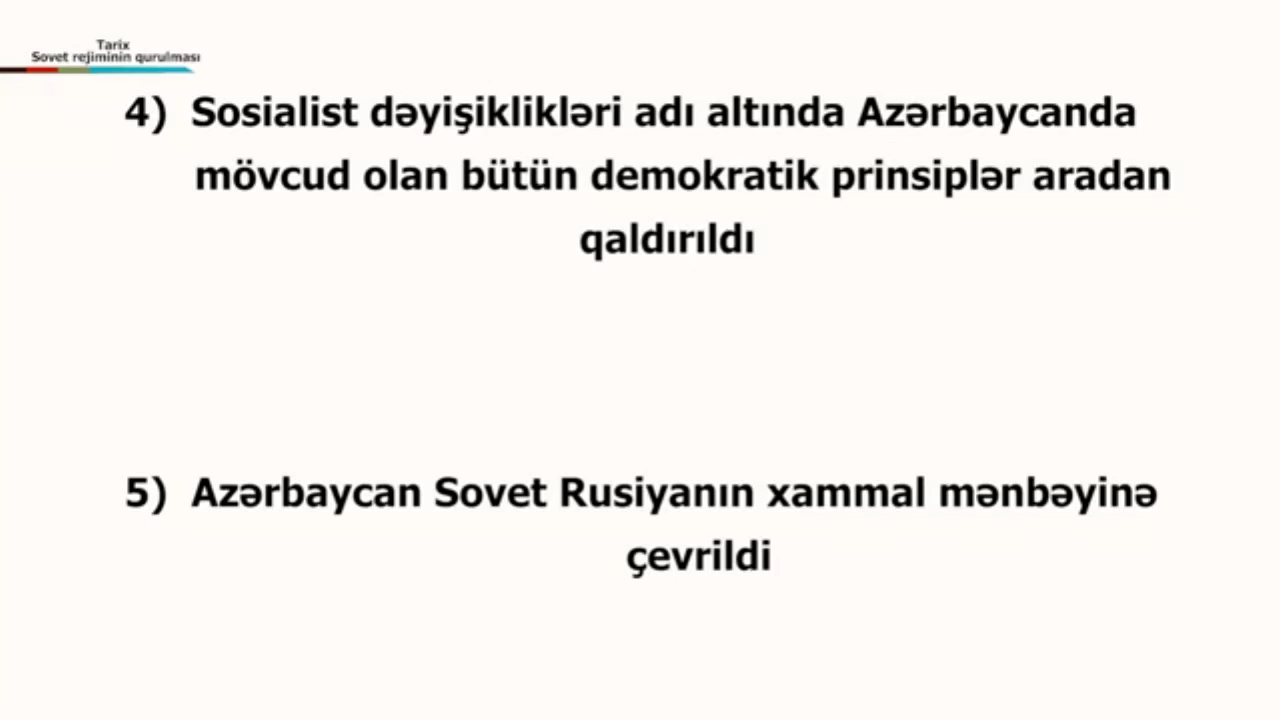 Tarix
Sovet rejiminin qurulması
4) Sosialist dəyişiklikləri adı altında Azərbaycanda
mövcud olan bütün demokratik prinsiplər aradan
qaldırıldı
5) Azərbaycan Sovet Rusiyanın xammal mənbəyinə
çevrildi